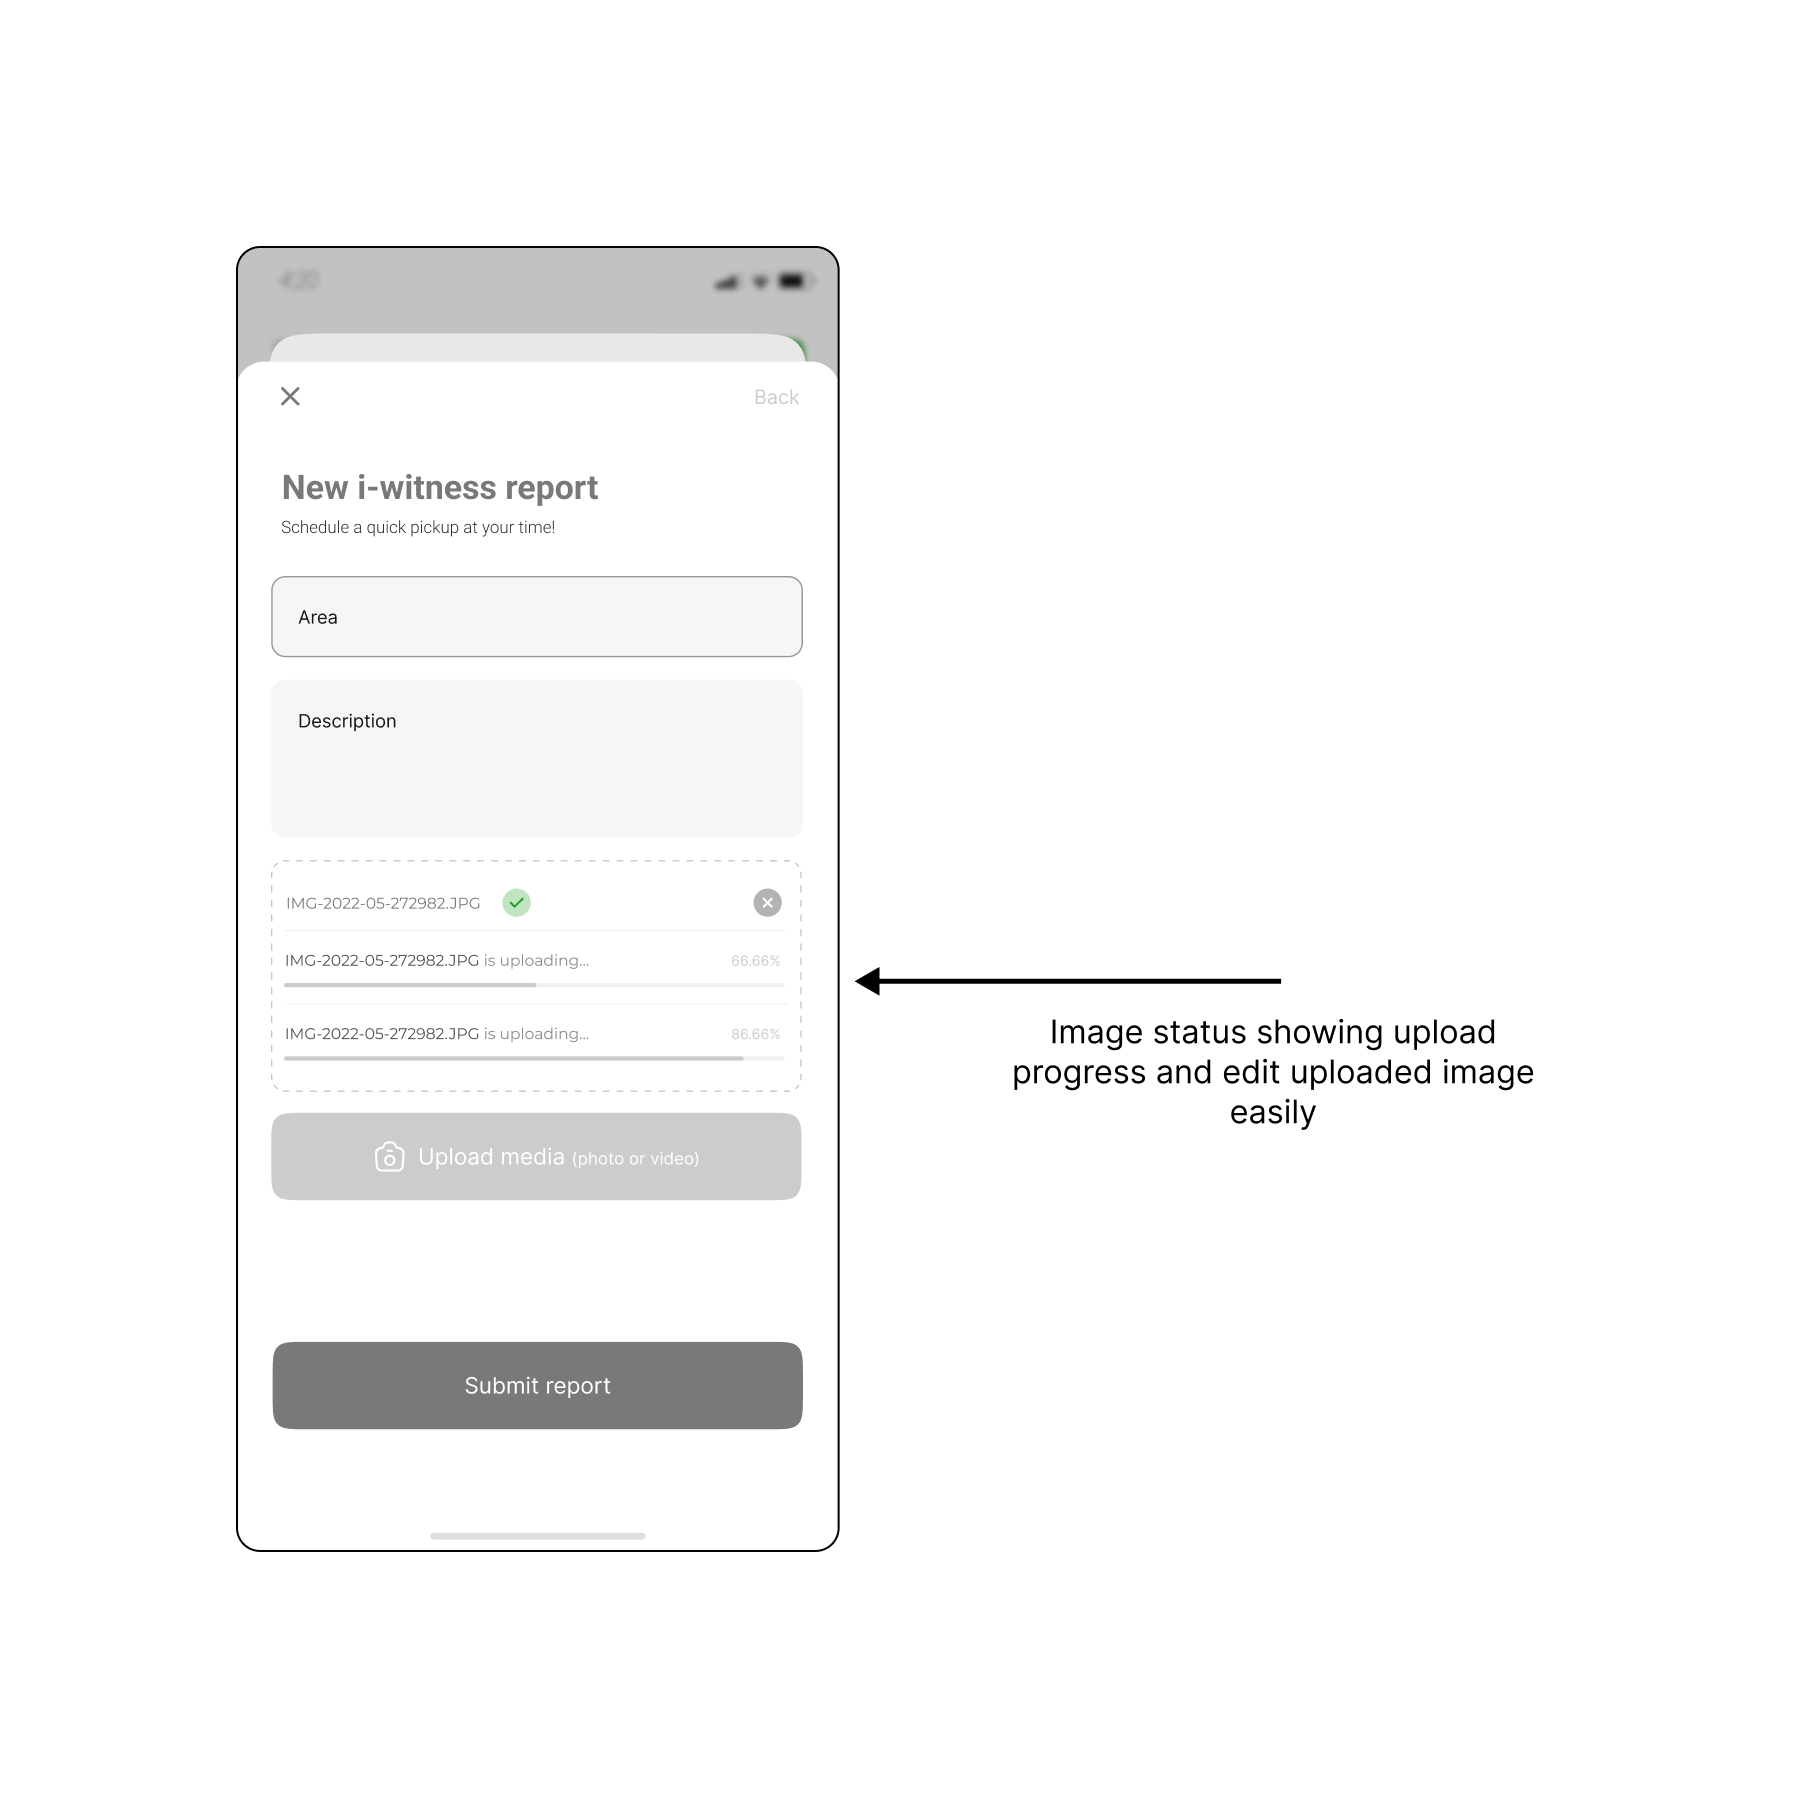 4:20
Back
New i-witness report
Schedule a quick pickup at your time!
Area
Description
IMG-2022-05-272982.JPG
IMG-2022-05-272982.JPG is uploading...
66.66%
IMG-2022-05-272982.JPG is uploading...
86.66%
Upload media (photo or video)
Submit report
Image status showing upload
progress and edit uploaded image
easily